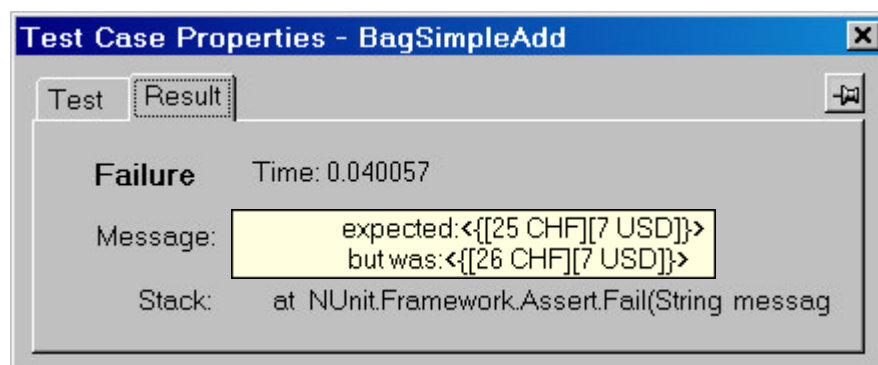 Test Case Properties - BagSimpleAdd
Test Result
Failure Time: 0.040057
Message: expected:<{[25 CHF][7 USD]}>
but was:<{[26 CHF][7 USD]}>
Stack: at NUnit.Framework.Assert.Fail(String messag